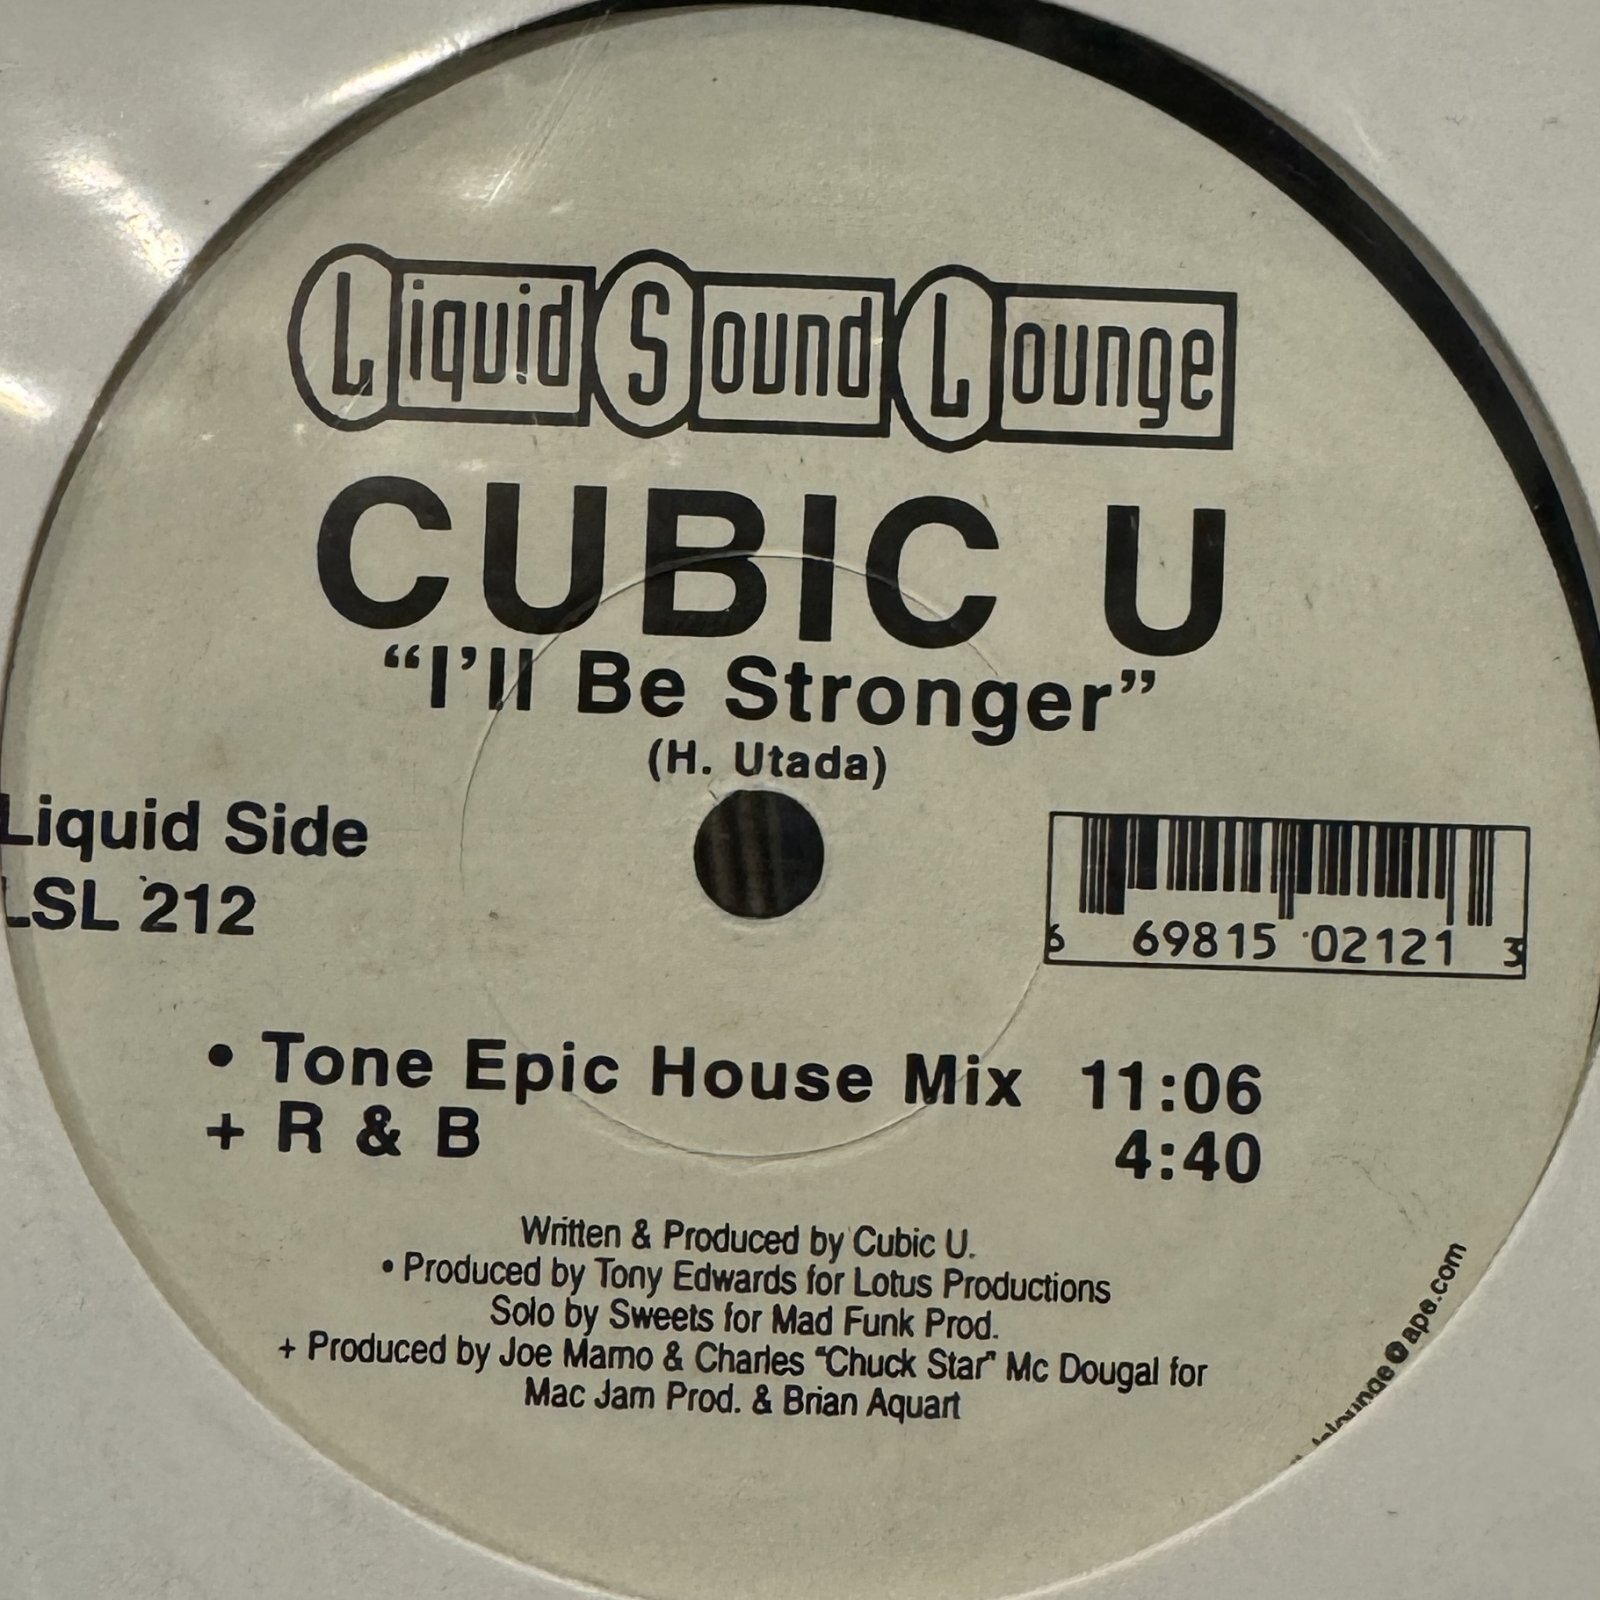 Liquid Sound Lounge
CUBIC U
“I’ll Be Stronger”
(H. Utada)
Liquid Side
LSL 212
6 69815 02121 3
• Tone Epic House Mix 11:06
+ R & B 4:40
Written & Produced by Cubic U.
• Produced by Tony Edwards for Lotus Productions
Solo by Sweets for Mad Funk Prod.
+ Produced by Joe Mamo & Charles "Chuck Star" Mc Dougal for
Mac Jam Prod. & Brian Aquart
ape.com